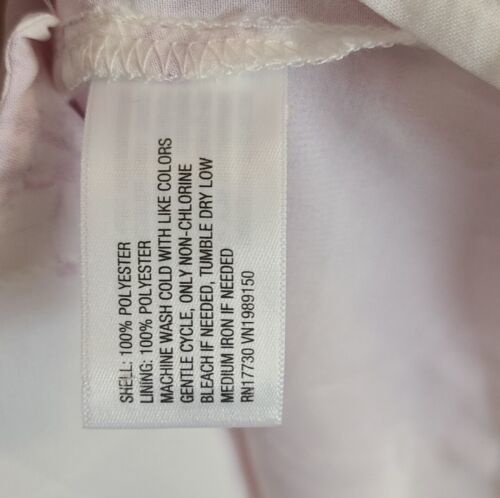 SHELL: 100% POLYESTER
LINING: 100% POLYESTER
MACHINE WASH COLD WITH LIKE COLORS
GENTLE CYCLE, ONLY NON-CHLORINE
BLEACH IF NEEDED, TUMBLE DRY LOW
MEDIUM IRON IF NEEDED
RN17730 VN1989150